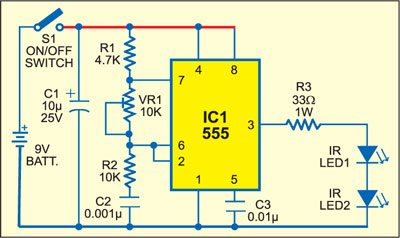 S1
ON/OFF
SWITCH
R1
4.7K
7
4
8
C1
10µ
25V
+
VR1
10K
IC1
555
R3
33Ω
1W
3
+
9V
BATT.
6
2
R2
10K
IR
LED1
C2
0.001µ
1
5
C3
0.01µ
IR
LED2